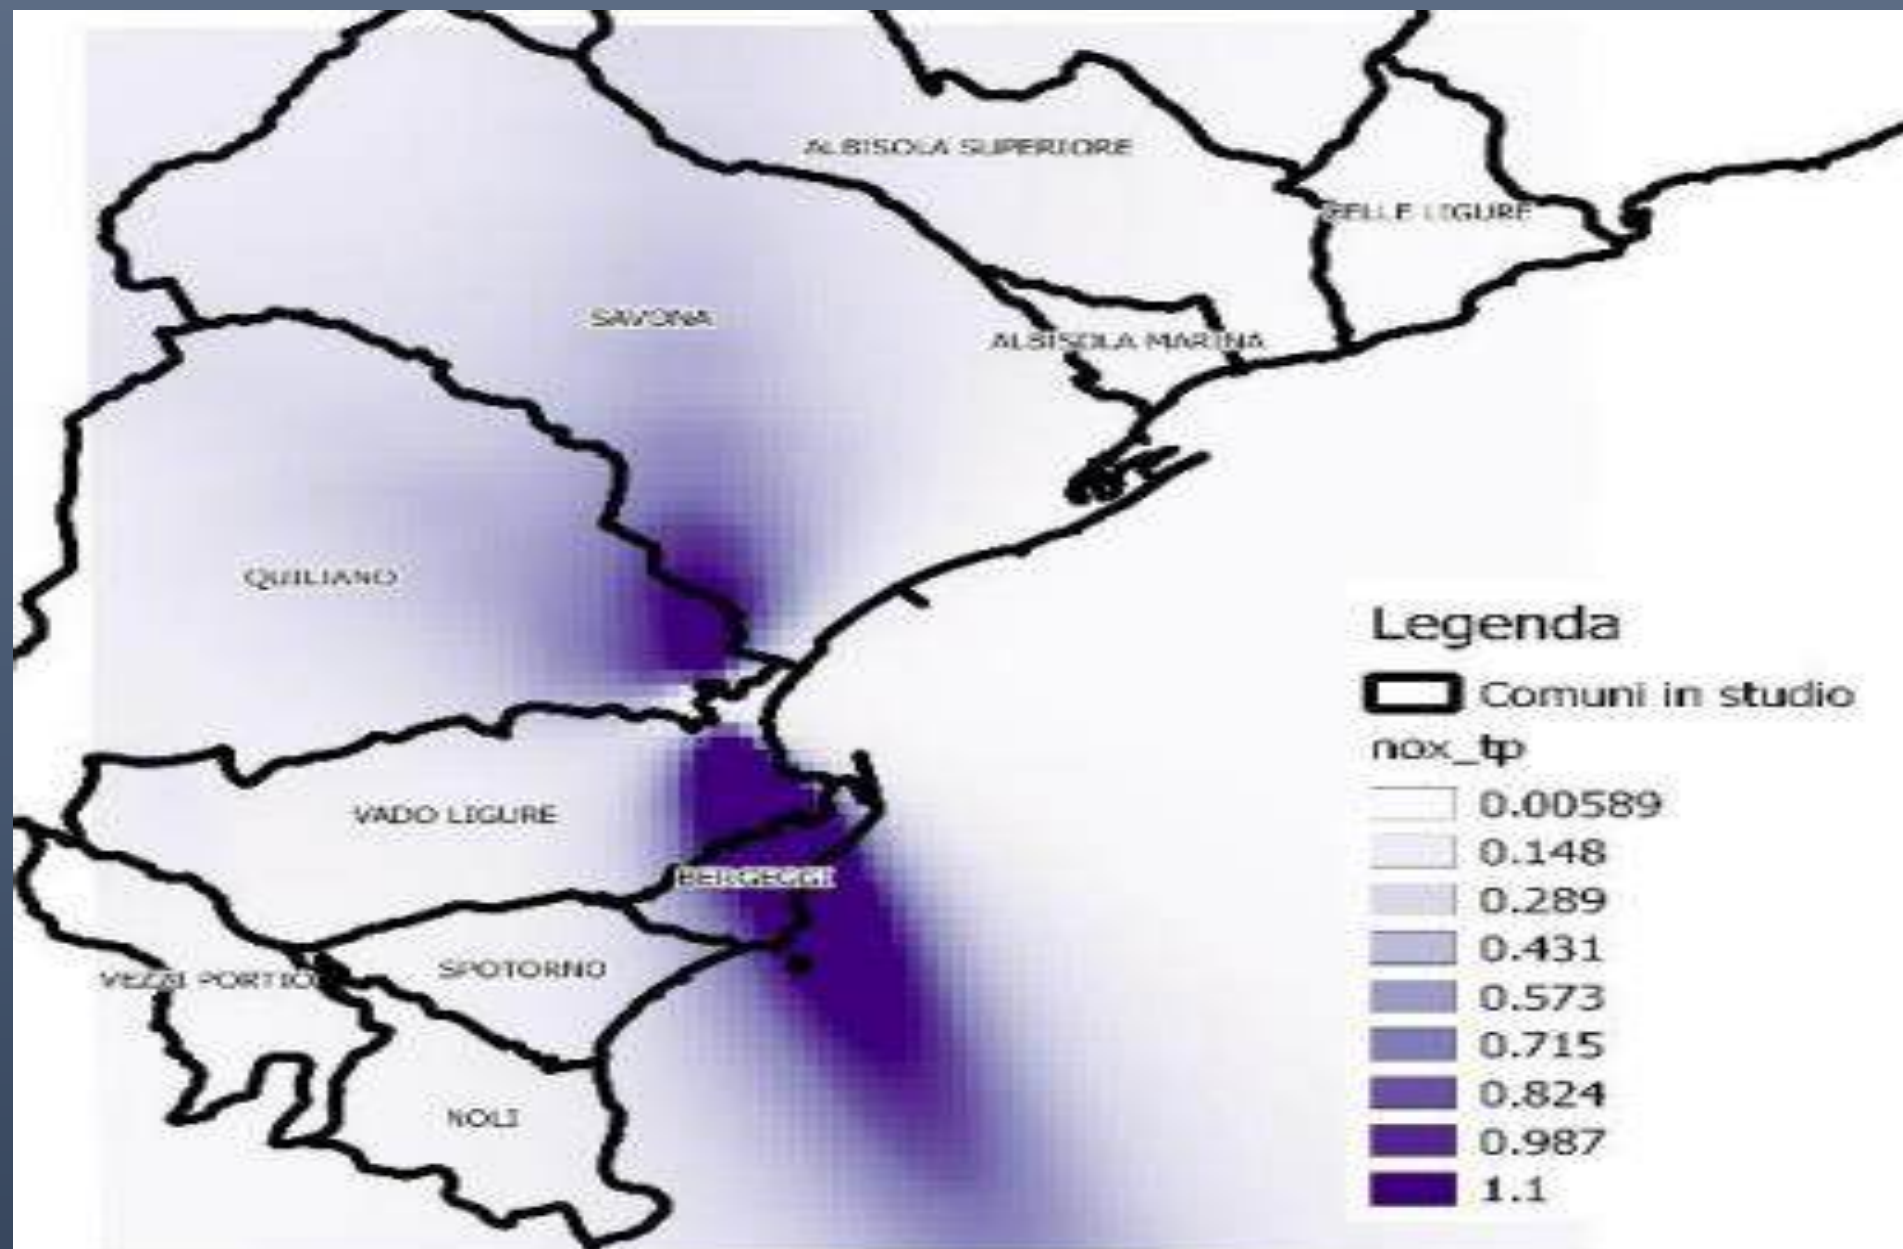 ALBISOLA SUPERIORE
ELLE LIGURE
SAVONA
ALBISOLA MARINA
QUILIANO
Legenda
Comuni in studio
nox_tp
0.00589
VADO LIGURE
0.148
BERGEGGI
0.289
0.431
SPOTORNO
VEZZI PORTIO
0.573
0.715
NOLI
0.824
0.987
1.1